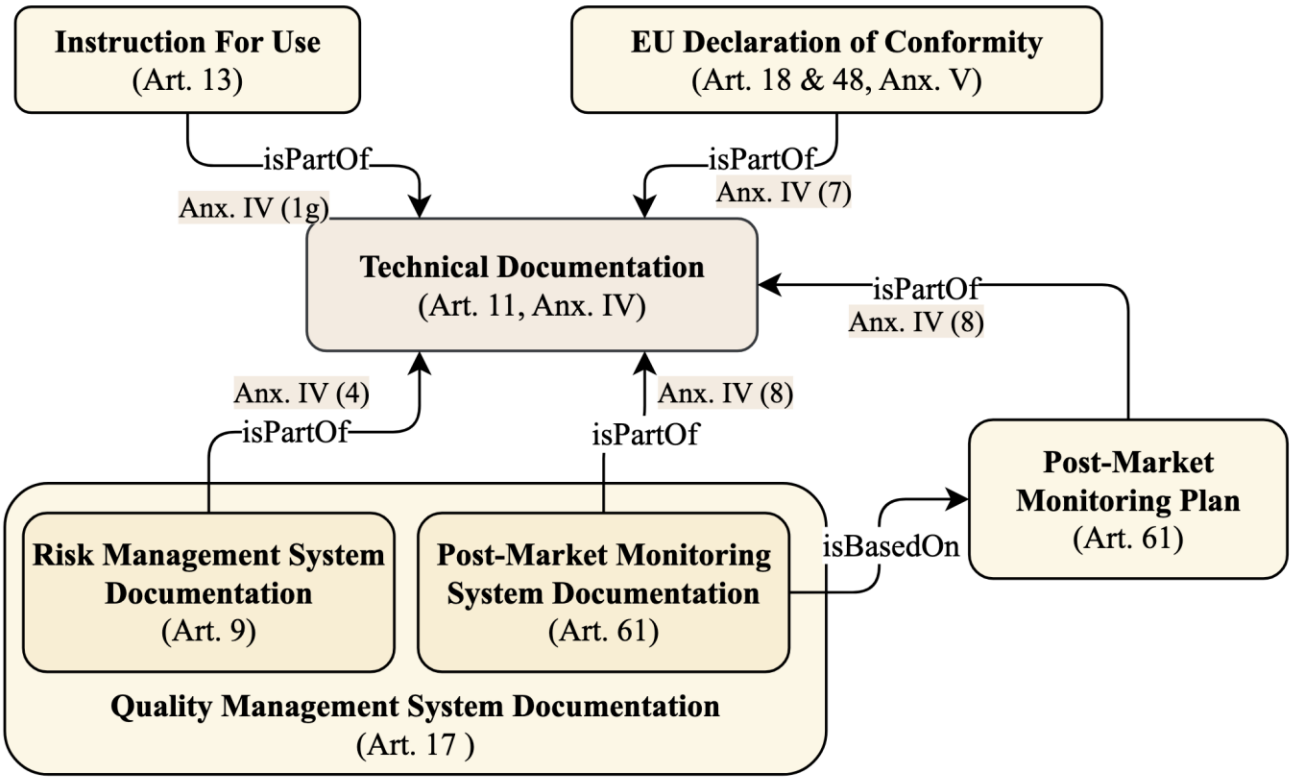 Instruction For Use
(Art. 13)
EU Declaration of Conformity
(Art. 18 & 48, Anx. V)
isPartOf
Anx. IV (1g)
isPartOf
Anx. IV (7)
Technical Documentation
(Art. 11, Anx. IV)
isPartOf
Anx. IV (8)
Anx. IV (4)
isPartOf
Anx. IV (8)
isPartOf
Post-Market
Monitoring Plan
(Art. 61)
Risk Management System
Documentation
(Art. 9)
Post-Market Monitoring
System Documentation
(Art. 61)
isBasedOn
Quality Management System Documentation
(Art. 17 )